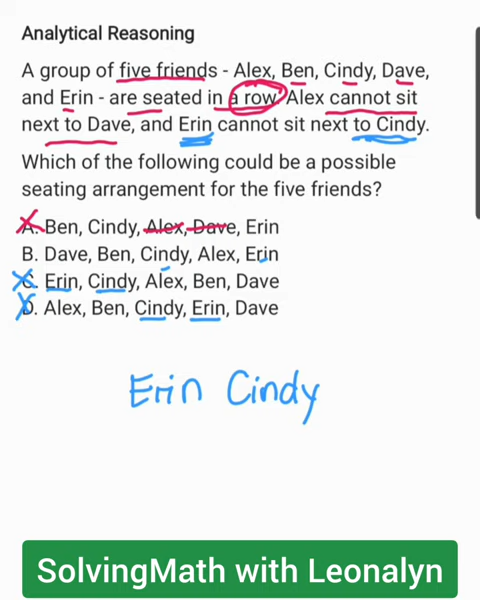 Analytical Reasoning
A group of five friends - Alex, Ben, Cindy, Dave,
and Erin - are seated in a row Alex cannot sit
next to Dave, and Erin cannot sit next to Cindy.
Which of the following could be a possible
seating arrangement for the five friends?
A. Ben, Cindy, Alex, Dave, Erin
B. Dave, Ben, Cindy, Alex, Erin
C. Erin, Cindy, Alex, Ben, Dave
D. Alex, Ben, Cindy, Erin, Dave
Erin Cindy
SolvingMath with Leonalyn